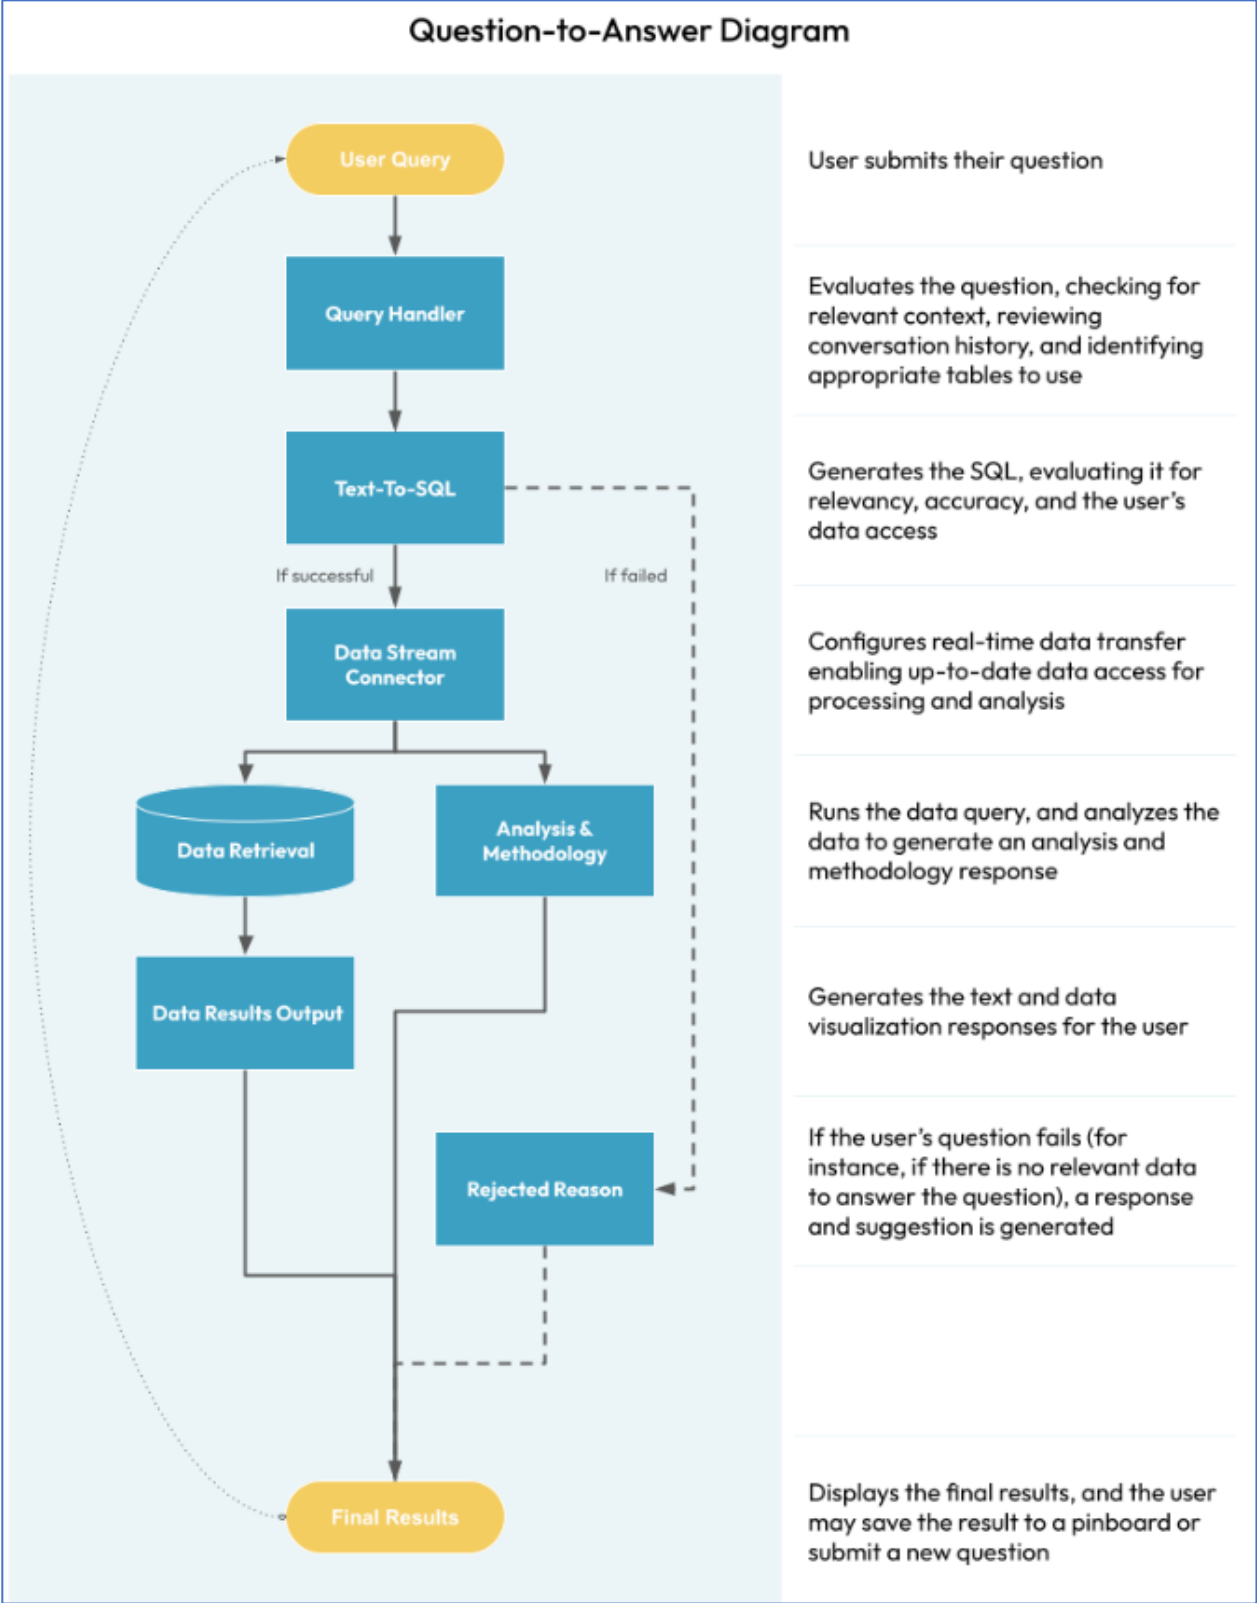 Question-to-Answer Diagram
User Query
User submits their question
Query Handler
Evaluates the question, checking for
relevant context, reviewing
conversation history, and identifying
appropriate tables to use
Text-To-SQL
Generates the SQL, evaluating it for
relevancy, accuracy, and the user's
data access
If successful
If failed
Data Stream
Connector
Configures real-time data transfer
enabling up-to-date data access for
processing and analysis
Data Retrieval
Analysis &
Methodology
Runs the data query, and analyzes the
data to generate an analysis and
methodology response
Data Results Output
Generates the text and data
visualization responses for the user
Rejected Reason
If the user's question fails (for
instance, if there is no relevant data
to answer the question), a response
and suggestion is generated
Final Results
Displays the final results, and the user
may save the result to a pinboard or
submit a new question